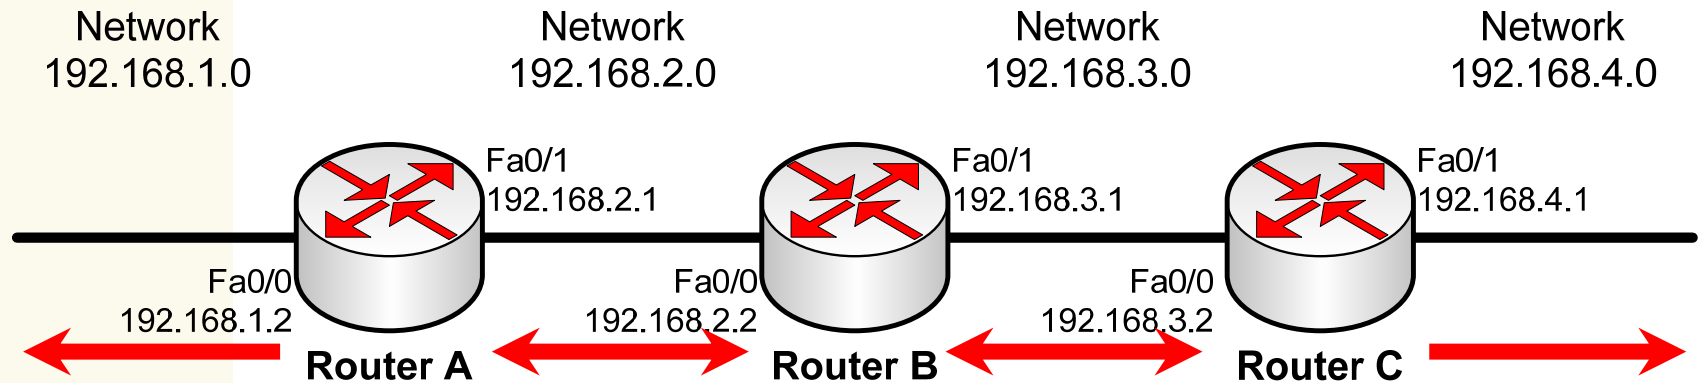 Network
192.168.1.0
Network
192.168.2.0
Network
192.168.3.0
Network
192.168.4.0
Fa0/1
192.168.2.1
Fa0/1
192.168.3.1
Fa0/1
192.168.4.1
Fa0/0
192.168.1.2
Fa0/0
192.168.2.2
Fa0/0
192.168.3.2
Router A
Router B
Router C